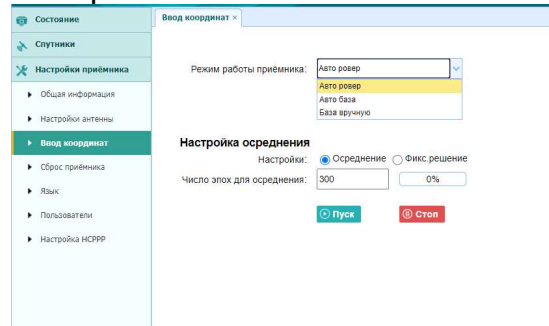 Состояние
Спутники
Настройки приёмника
Общая информация
Настройки антенны
Ввод координат
Сброс приёмника
Язык
Пользователи
Настройка НСРРР
Ввод координат ×
Режим работы приёмника: Авто ровер
Авто ровер
Авто база
База вручную
Настройка осреднения
Настройки: Осреднение Фикс.решение
Число эпох для осреднения: 300 0%
Пуск Стоп